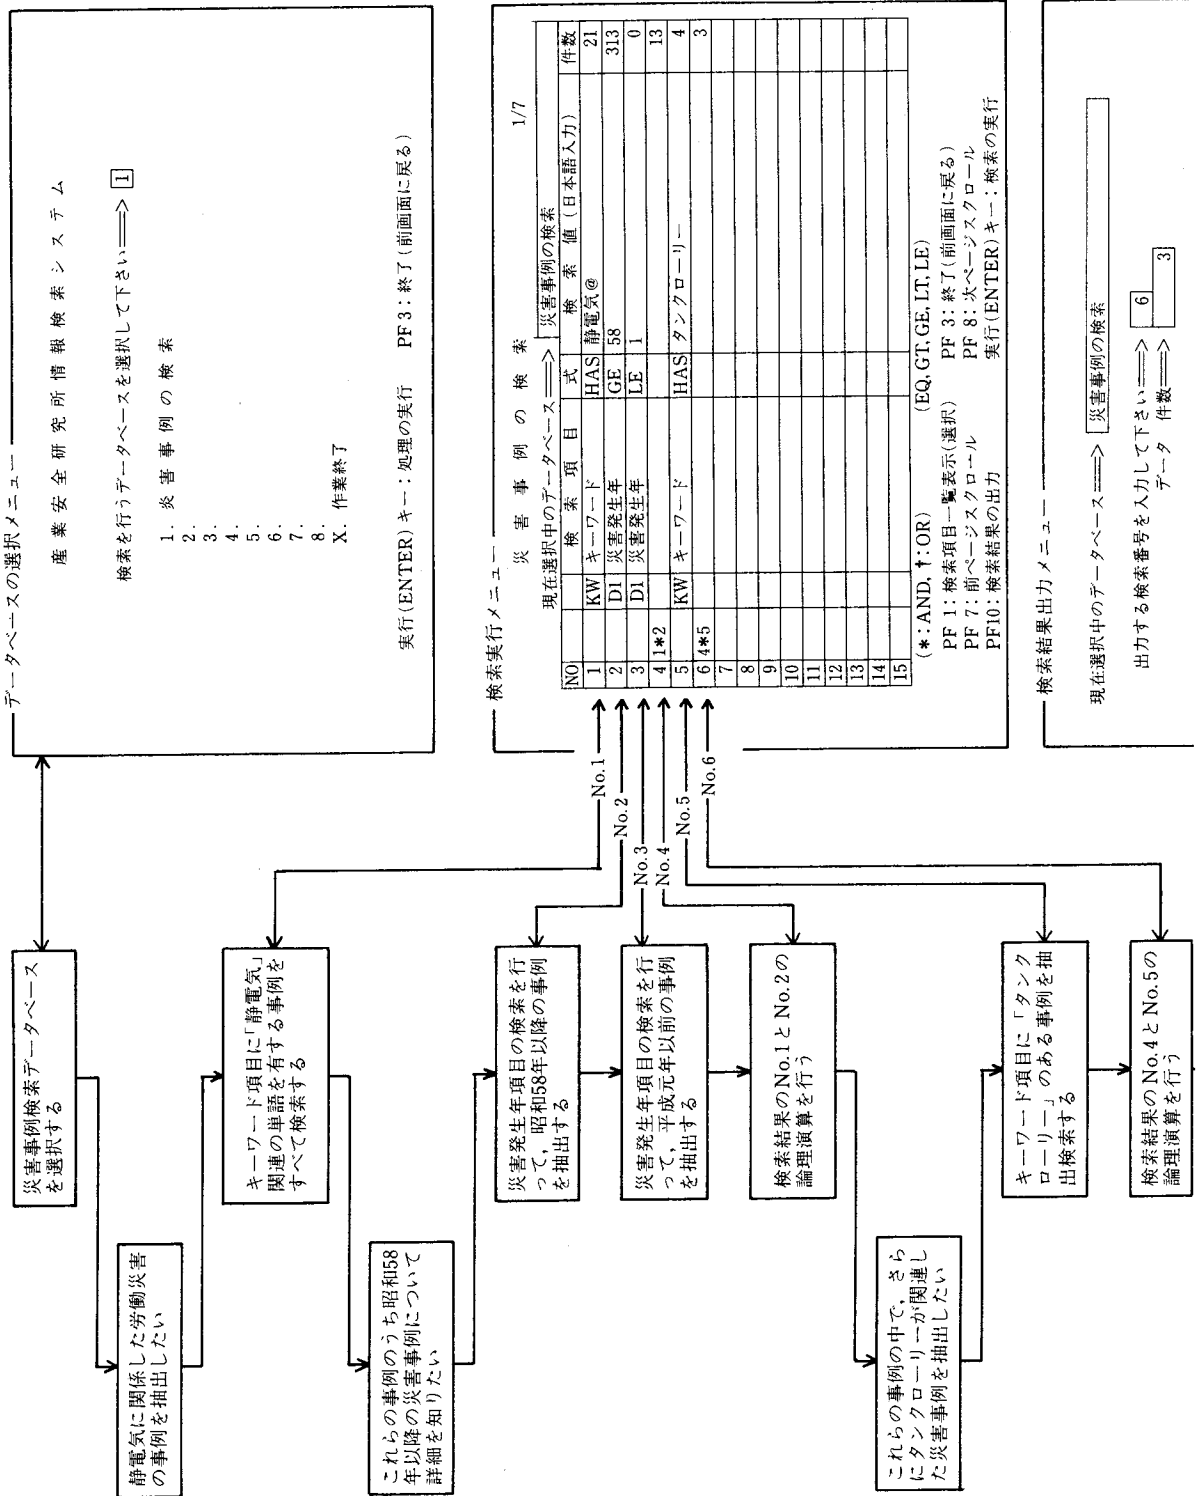 災害事例検索データベース
を選択する
静電気に関係した労働災害
の事例を抽出したい
キーワード項目に「静電気」
関連の単語を有する事例を
すべて検索する
これらの事例のうち昭和58
年以降の災害事例について
詳細を知りたい
災害発生年項目の検索を行
って，昭和58年以降の事例
を抽出する
災害発生年項目の検索を行
って，平成元年以前の事例
を抽出する
検索結果のNo.1とNo.2の
論理演算を行う
これらの事例の中で，さら
にタンクローリーが関連し
た災害事例を抽出したい
キーワード項目に「タンク
ローリー」のある事例を抽
出検索する
検索結果のNo.4とNo.5の
論理演算を行う
No.1
No.2
No.3
No.4
No.5
No.6
データベースの選択メニュー
産業安全研究所情報検索システム
検索を行うデータベースを選択して下さい===> 1
1. 炎害事例の検索
2.
3.
4.
5.
6.
7.
8.
X. 作業終了
実行(ENTER)キー：処理の実行 PF 3：終了(前画面に戻る)
検索実行メニュー
災害事例の検索 1/7
現在選択中のデータベース===> 災害事例の検索
NO 検索項目 式 検索値(日本語入力) 件数
1 KW キーワード HAS 静電気@ 21
2 D1 災害発生年 GE 58 313
3 D1 災害発生年 LE 1 0
4 1*2 13
5 KW キーワード HAS タンクローリー 4
6 4*5 3
7
8
9
10
11
12
13
14
15
(*：AND, †：OR) (EQ, GT, GE, LT, LE)
PF 1：検索項目一覧表示(選択) PF 3：終了(前画面に戻る)
PF 7：前ページスクロール PF 8：次ページスクロール
PF10：検索結果の出力 実行(ENTER)キー：検索の実行
検索結果出力メニュー
現在選択中のデータベース===> 災害事例の検索
出力する検索番号を入力して下さい===> 6
データ 件数===> 3